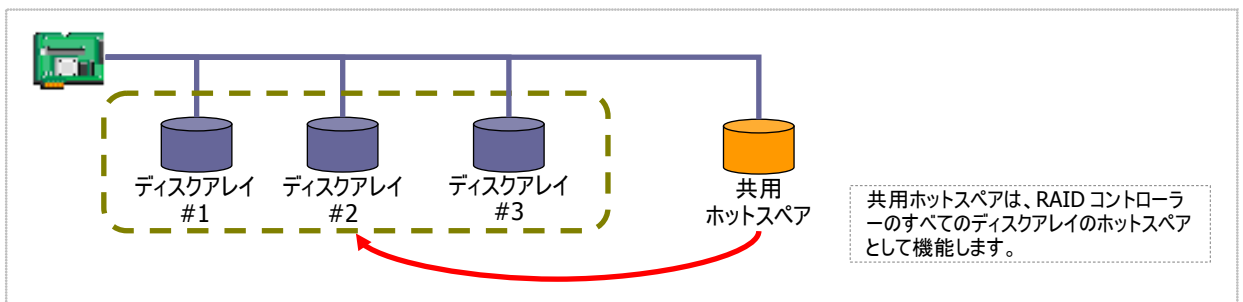 ディスクアレイ
#1
ディスクアレイ
#2
ディスクアレイ
#3
共用
ホットスペア
共用ホットスペアは、RAID コントローラ
ーのすべてのディスクアレイのホットスペア
として機能します。